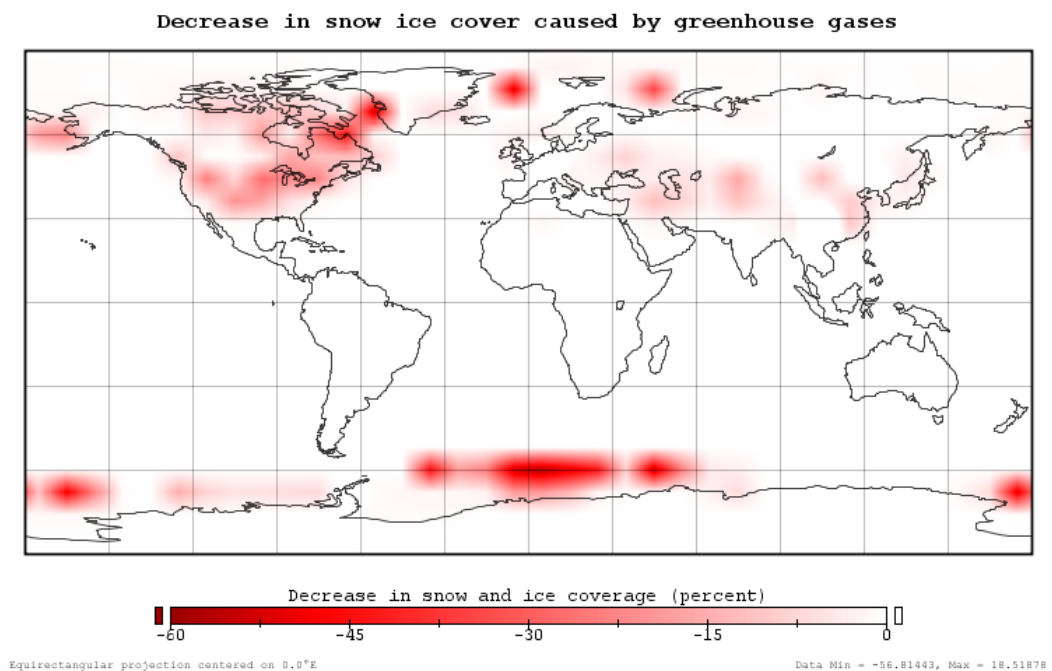 Decrease in snow ice cover caused by greenhouse gases
Decrease in snow and ice coverage (percent)
-60 -45 -30 -15 0
Equirectangular projection centered on 0.0°E Data Min = -56.81443, Max = 18.51878